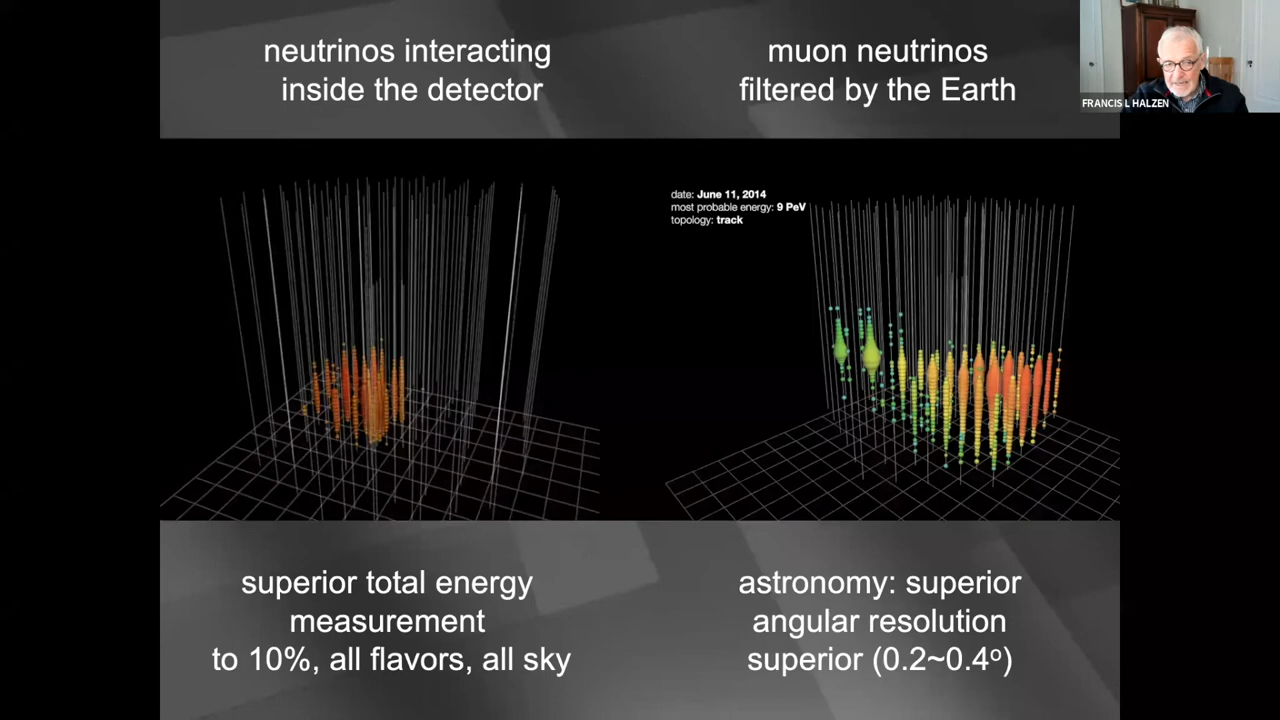 neutrinos interacting
inside the detector
muon neutrinos
filtered by the Earth
FRANCIS L HALZEN
date: June 11, 2014
most probable energy: 9 PeV
topology: track
superior total energy
measurement
to 10%, all flavors, all sky
astronomy: superior
angular resolution
superior (0.2~0.4º)